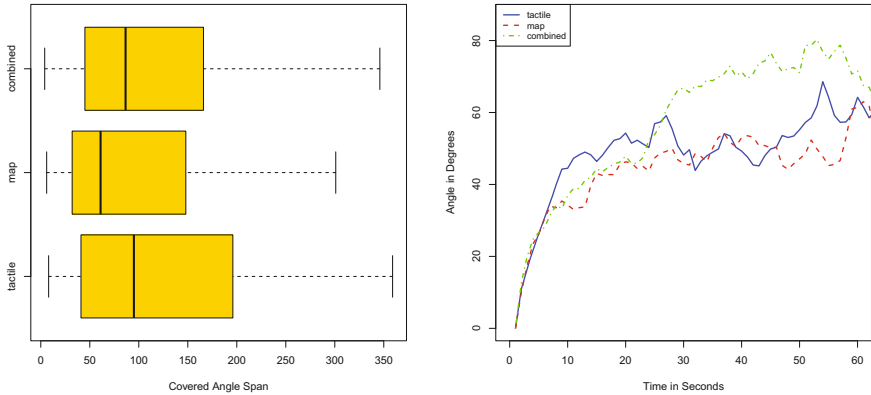 combined
map
tactile
0 50 100 150 200 250 300 350
Covered Angle Span
tactile
map
combined
Angle in Degrees
80
60
40
20
0
0 10 20 30 40 50 60
Time in Seconds